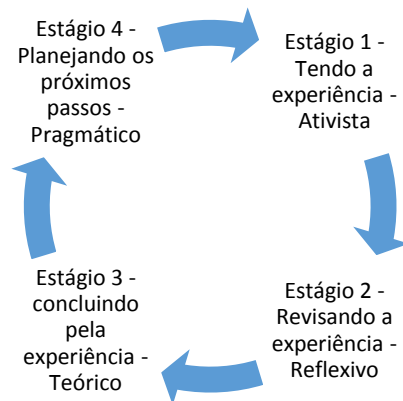 Estágio 4 -
Planejando os
próximos
passos -
Pragmático
Estágio 1 -
Tendo a
experiência -
Ativista
Estágio 2 -
Revisando a
experiência -
Reflexivo
Estágio 3 -
concluindo
pela
experiência -
Teórico